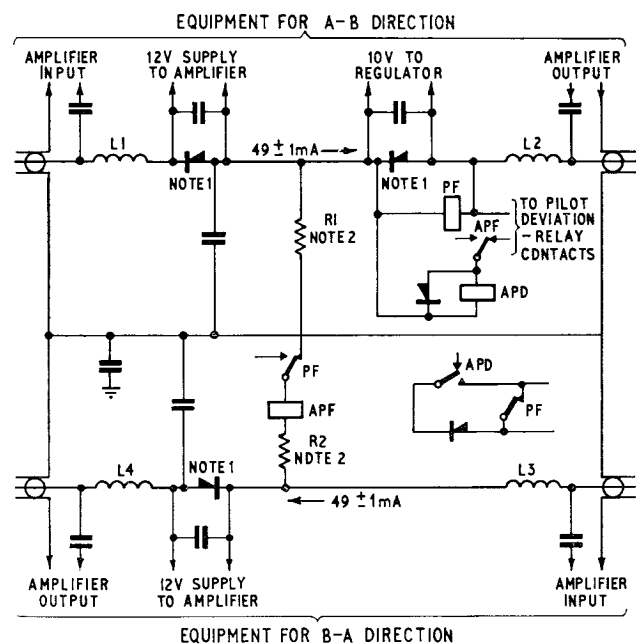 EQUIPMENT FOR A-B DIRECTION
AMPLIFIER
INPUT
12V SUPPLY
TO AMPLIFIER
10V TO
REGULATOR
AMPLIFIER
OUTPUT
L1
49 ± 1mA
L2
NOTE 1
NOTE 1
PF
R1
NOTE 2
APF
TO PILOT
DEVIATION
-RELAY
CONTACTS
APD
PF
APD
APF
PF
R2
NDTE 2
L4
NOTE 1
L3
49 ± 1mA
AMPLIFIER
OUTPUT
12V SUPPLY
TO AMPLIFIER
AMPLIFIER
INPUT
EQUIPMENT FOR B-A DIRECTION